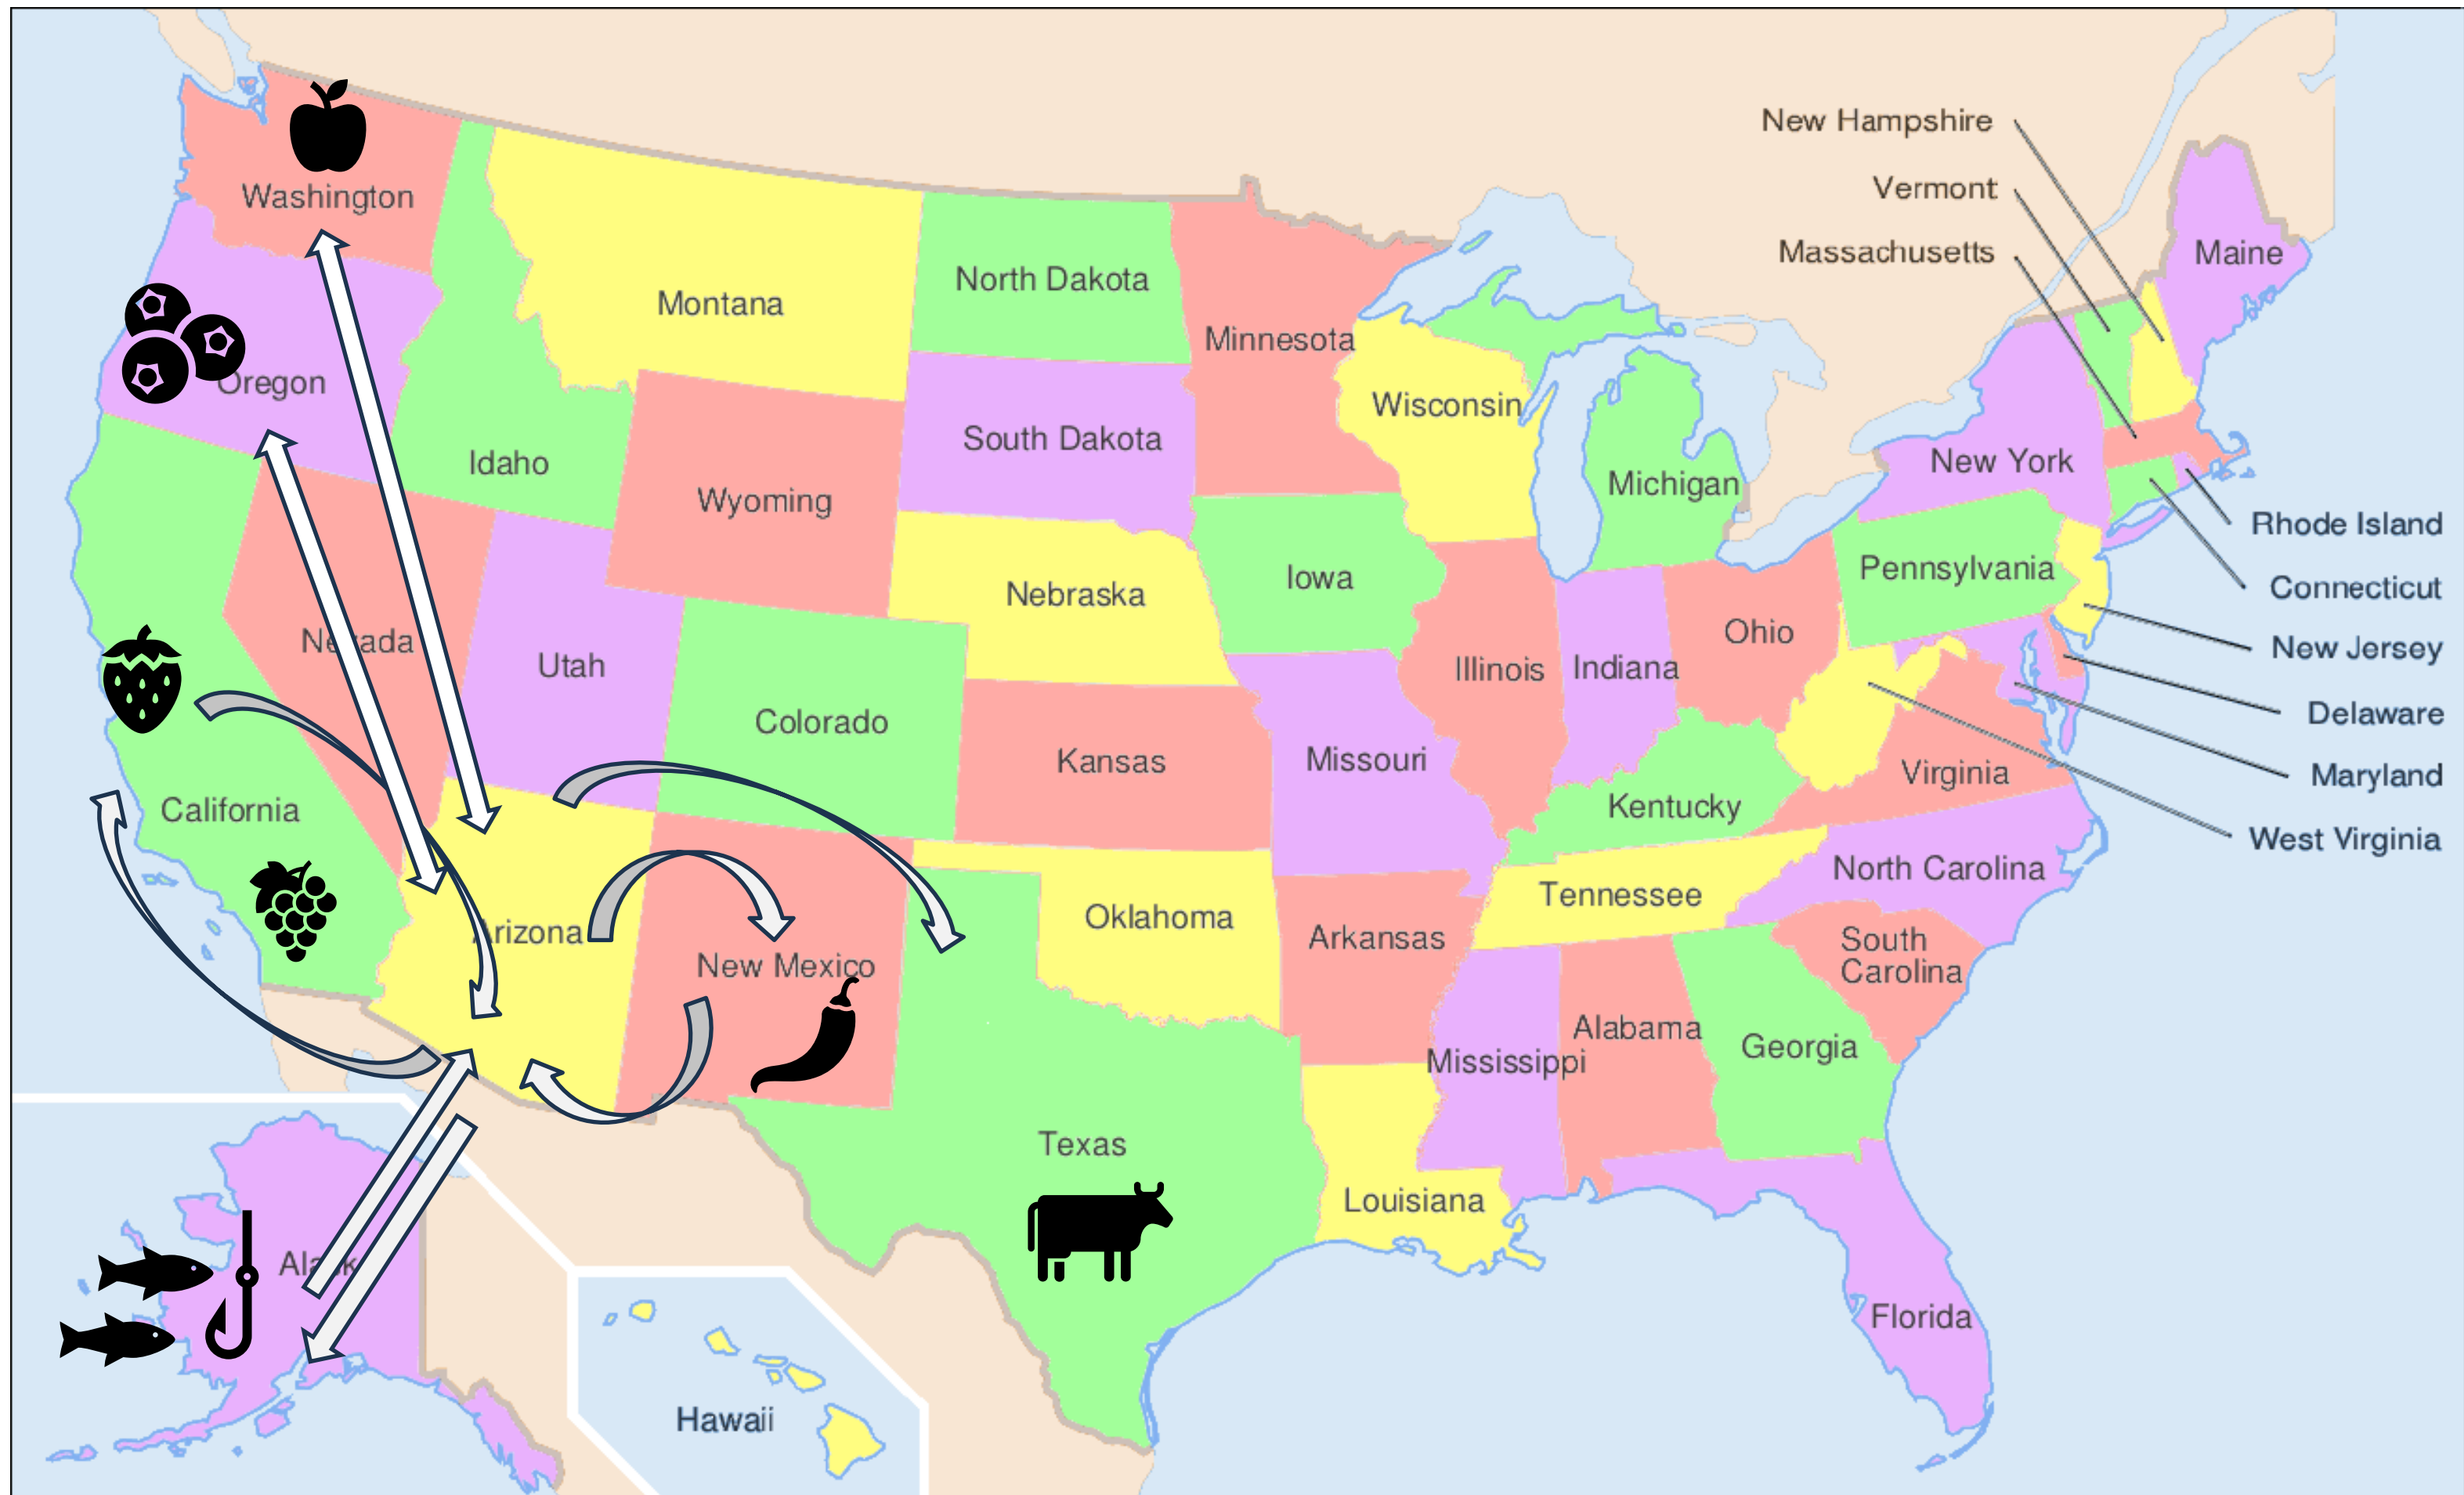 New Hampshire
Vermont
Massachusetts
Maine
Washington
Montana
North Dakota
Minnesota
Oregon
Idaho
Wyoming
South Dakota
Wisconsin
Michigan
New York
Rhode Island
Connecticut
New Jersey
Delaware
Maryland
West Virginia
Nevada
Utah
Colorado
Nebraska
Iowa
Illinois
Indiana
Ohio
Pennsylvania
California
Kansas
Missouri
Kentucky
Virginia
Arizona
New Mexico
Oklahoma
Arkansas
Tennessee
North Carolina
South
Carolina
Texas
Louisiana
Mississippi
Alabama
Georgia
Florida
Alask
Hawaii